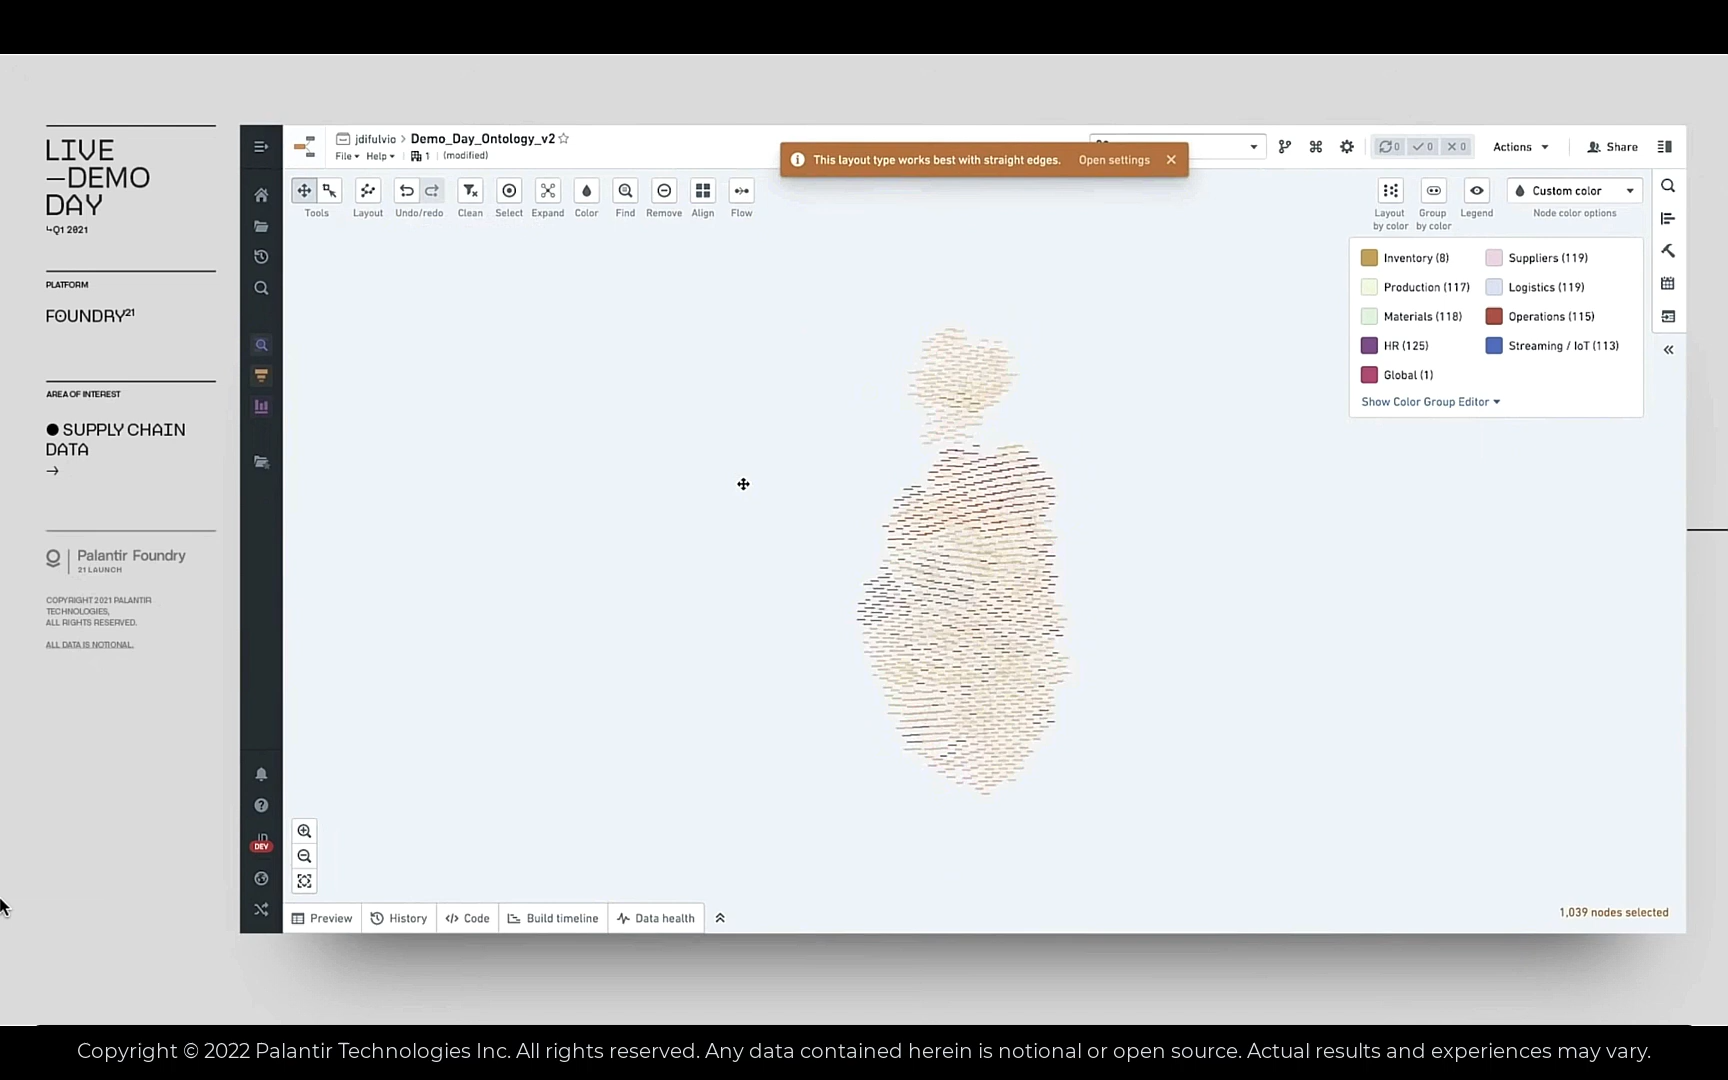 LIVE
—DEMO
DAY
↳Q1 2021
PLATFORM
FOUNDRY21
AREA OF INTEREST
● SUPPLY CHAIN
DATA
→
Palantir Foundry
21 LAUNCH
COPYRIGHT 2021 PALANTIR
TECHNOLOGIES,
ALL RIGHTS RESERVED.
ALL DATA IS NOTIONAL.
jdifulvio > Demo_Day_Ontology_v2
File Help 1 (modified)
This layout type works best with straight edges. Open settings
0 0 0
Actions
Share
Tools
Layout
Undo/redo
Clean
Select
Expand
Color
Find
Remove
Align
Flow
Layout by color
Group by color
Legend
Custom color
Node color options
Inventory (8)
Suppliers (119)
Production (117)
Logistics (119)
Materials (118)
Operations (115)
HR (125)
Streaming / IoT (113)
Global (1)
Show Color Group Editor
DEV
Preview
History
</> Code
Build timeline
Data health
1,039 nodes selected
Copyright © 2022 Palantir Technologies Inc. All rights reserved. Any data contained herein is notional or open source. Actual results and experiences may vary.